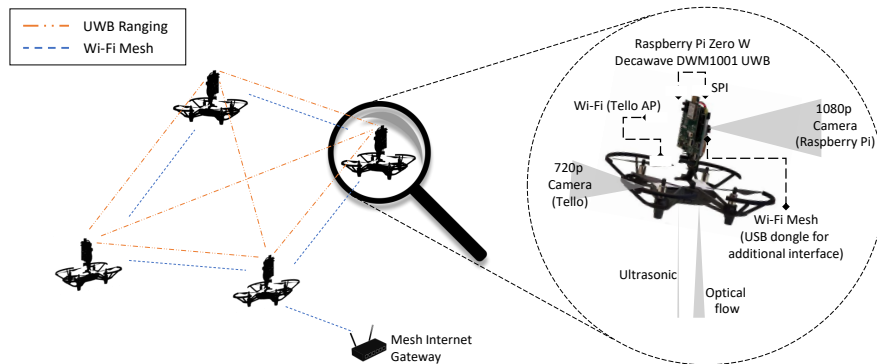 UWB Ranging
Wi-Fi Mesh
Mesh Internet
Gateway
Raspberry Pi Zero W
Decawave DWM1001 UWB
SPI
Wi-Fi (Tello AP)
1080p
Camera
(Raspberry Pi)
720p
Camera
(Tello)
Wi-Fi Mesh
(USB dongle for
additional interface)
Ultrasonic
Optical
flow